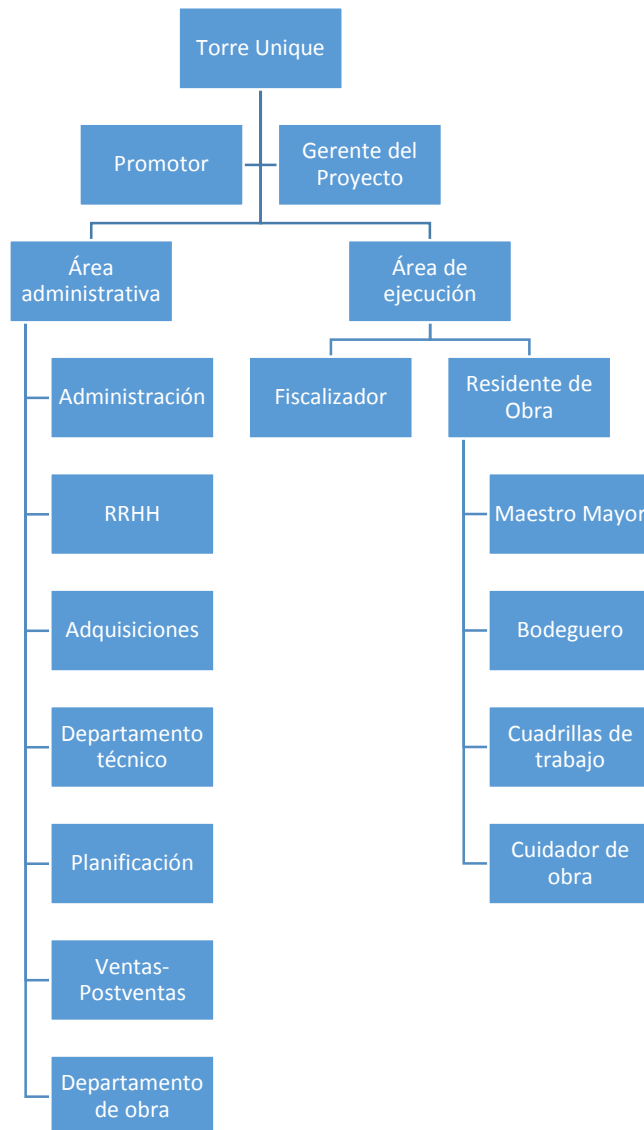 Torre Unique
Promotor
Gerente del
Proyecto
Área
administrativa
Área de
ejecución
Administración
Fiscalizador
Residente de
Obra
RRHH
Maestro Mayor
Adquisiciones
Bodeguero
Departamento
técnico
Cuadrillas de
trabajo
Planificación
Cuidador de
obra
Ventas-
Postventas
Departamento
de obra